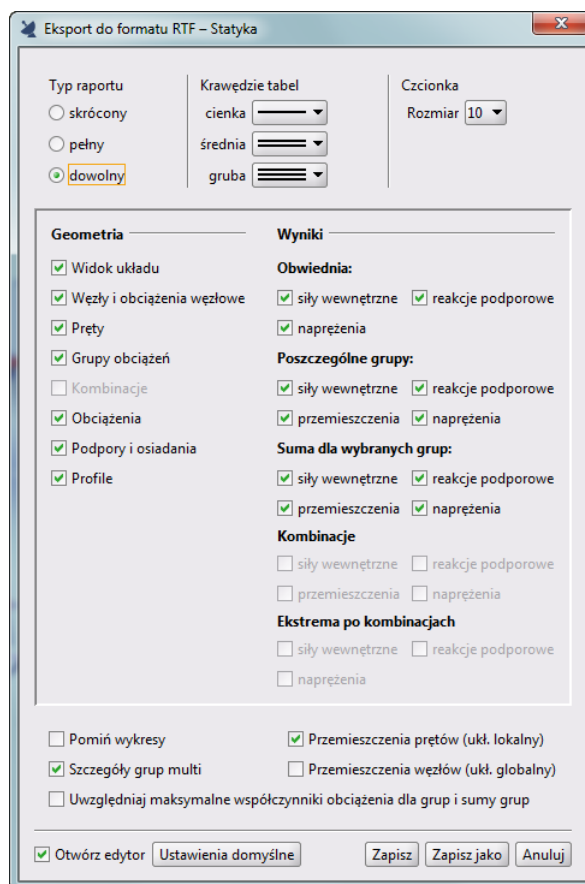 Eksport do formatu RTF – Statyka
Typ raportu
skrócony
pełny
dowolny
Krawędzie tabel
cienka
średnia
gruba
Czcionka
Rozmiar 10
Geometria
Widok układu
Węzły i obciążenia węzłowe
Pręty
Grupy obciążeń
Kombinacje
Obciążenia
Podpory i osiadania
Profile
Wyniki
Obwiednia:
siły wewnętrzne reakcje podporowe
naprężenia
Poszczególne grupy:
siły wewnętrzne reakcje podporowe
przemieszczenia naprężenia
Suma dla wybranych grup:
siły wewnętrzne reakcje podporowe
przemieszczenia naprężenia
Kombinacje
siły wewnętrzne reakcje podporowe
przemieszczenia naprężenia
Ekstrema po kombinacjach
siły wewnętrzne reakcje podporowe
naprężenia
Pomiń wykresy Przemieszczenia prętów (ukł. lokalny)
Szczegóły grup multi Przemieszczenia węzłów (ukł. globalny)
Uwzględniaj maksymalne współczynniki obciążenia dla grup i sumy grup
Otwórz edytor Ustawienia domyślne Zapisz Zapisz jako Anuluj